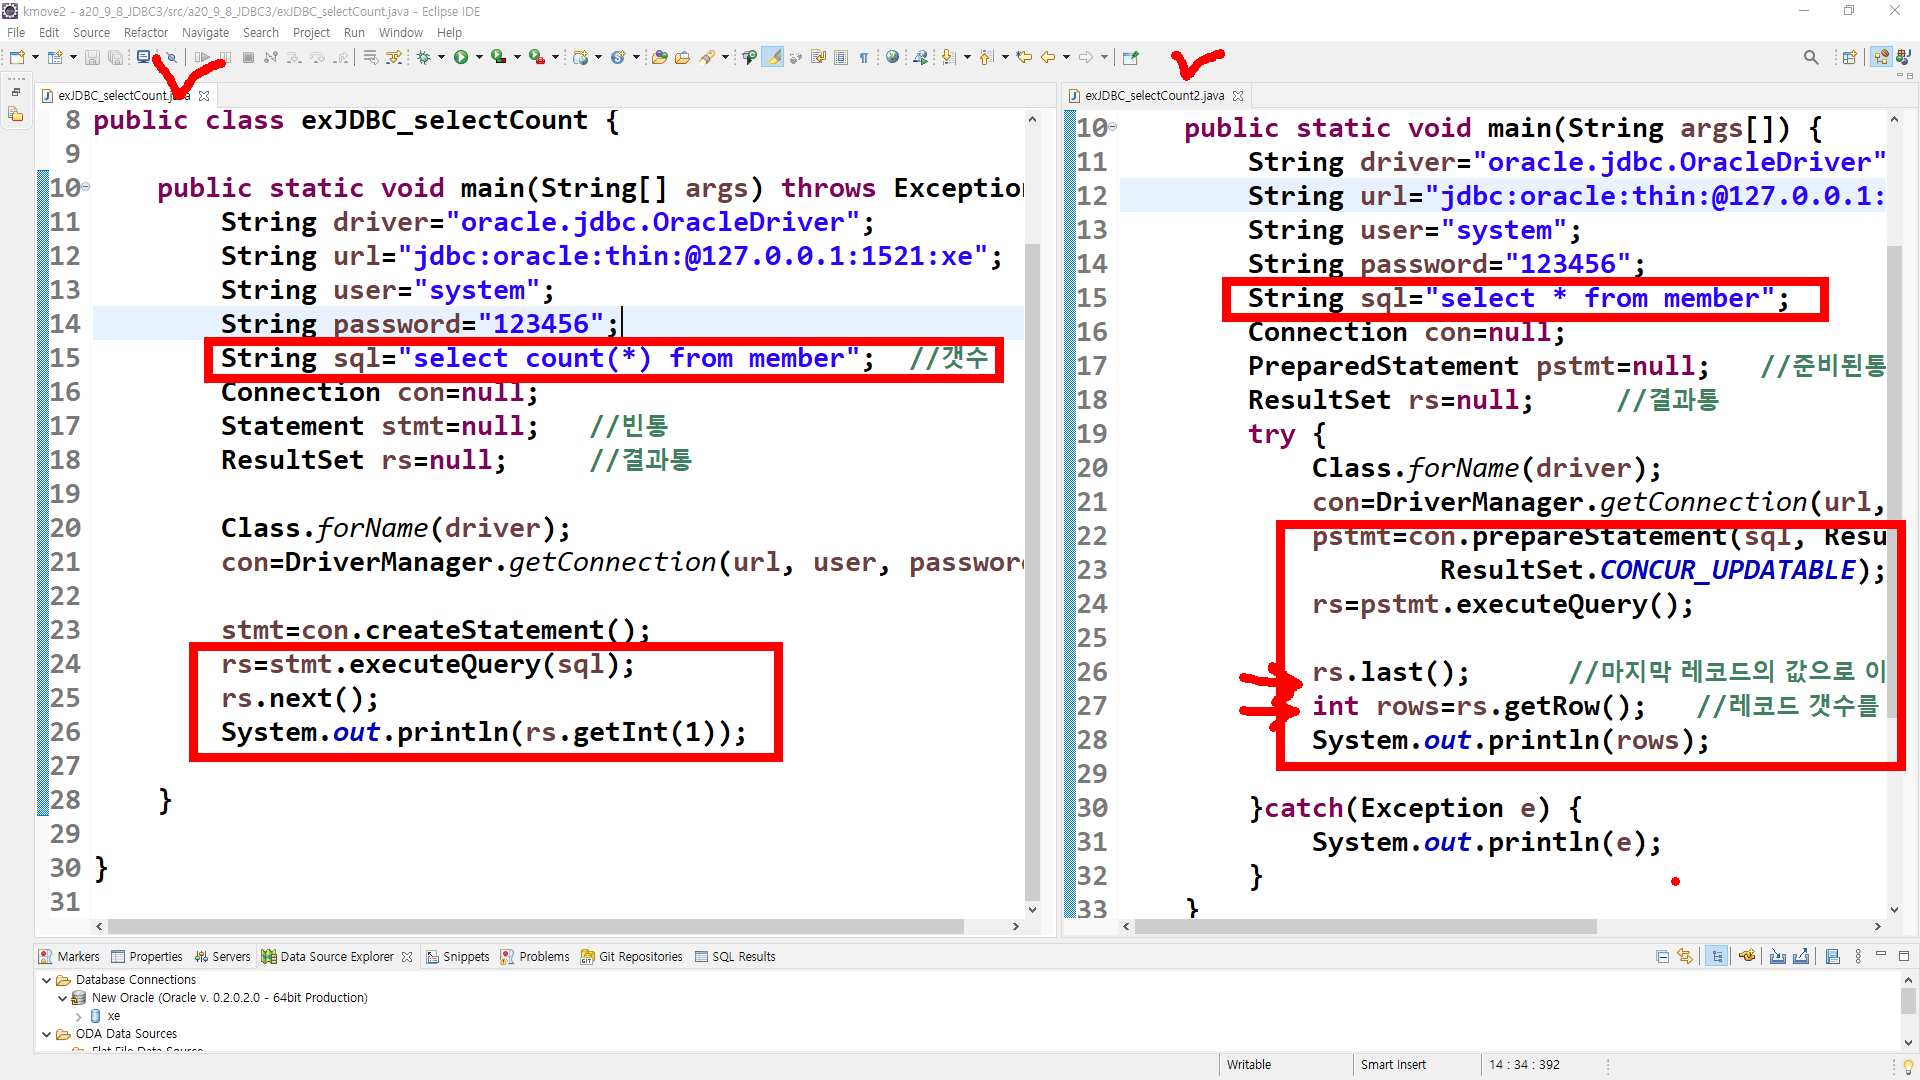 kmove2 - a20_9_8_JDBC3/src/a20_9_8_JDBC3/exJDBC_selectCount.java - Eclipse IDE
File Edit Source Refactor Navigate Search Project Run Window Help
exJDBC_selectCount.java
8 public class exJDBC_selectCount {
9
10 public static void main(String[] args) throws Exception
11 String driver="oracle.jdbc.OracleDriver";
12 String url="jdbc:oracle:thin:@127.0.0.1:1521:xe";
13 String user="system";
14 String password="123456";
15 String sql="select count(*) from member"; //갯수
16 Connection con=null;
17 Statement stmt=null; //빈통
18 ResultSet rs=null; //결과통
19
20 Class.forName(driver);
21 con=DriverManager.getConnection(url, user, password
22
23 stmt=con.createStatement();
24 rs=stmt.executeQuery(sql);
25 rs.next();
26 System.out.println(rs.getInt(1));
27
28 }
29
30 }
31
exJDBC_selectCount2.java
10 public static void main(String args[]) {
11 String driver="oracle.jdbc.OracleDriver"
12 String url="jdbc:oracle:thin:@127.0.0.1:
13 String user="system";
14 String password="123456";
15 String sql="select * from member";
16 Connection con=null;
17 PreparedStatement pstmt=null; //준비된통
18 ResultSet rs=null; //결과통
19 try {
20 Class.forName(driver);
21 con=DriverManager.getConnection(url,
22 pstmt=con.prepareStatement(sql, Resu
23 ResultSet.CONCUR_UPDATABLE);
24 rs=pstmt.executeQuery();
25
26 rs.last(); //마지막 레코드의 값으로 이
27 int rows=rs.getRow(); //레코드 갯수를
28 System.out.println(rows);
29
30 }catch(Exception e) {
31 System.out.println(e);
32 }
33 }
Markers Properties Servers Data Source Explorer Snippets Problems Git Repositories SQL Results
Database Connections
New Oracle (Oracle v. 0.2.0.2.0 - 64bit Production)
xe
ODA Data Sources
Flat File Data Source
Writable Smart Insert 14 : 34 : 392